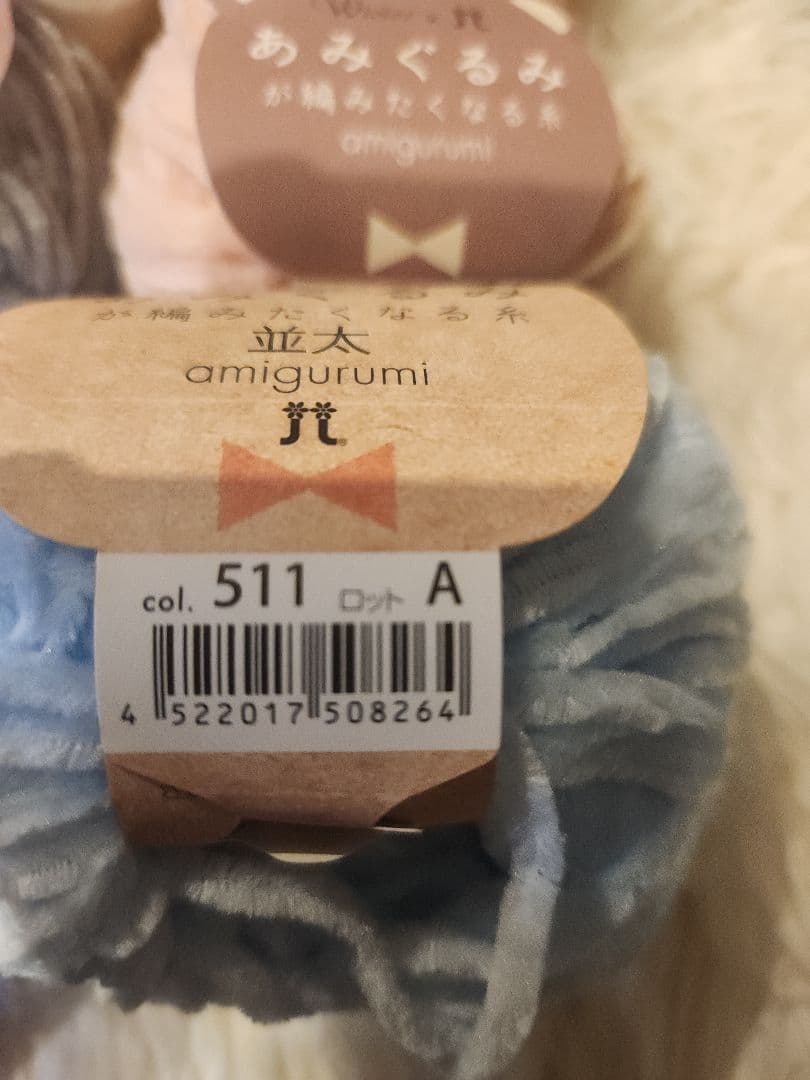 あみぐるみ
が編みたくなる糸
amigurumi
が編みたくなる糸
並太
amigurumi
col. 511 ロット A
4 522017 508264